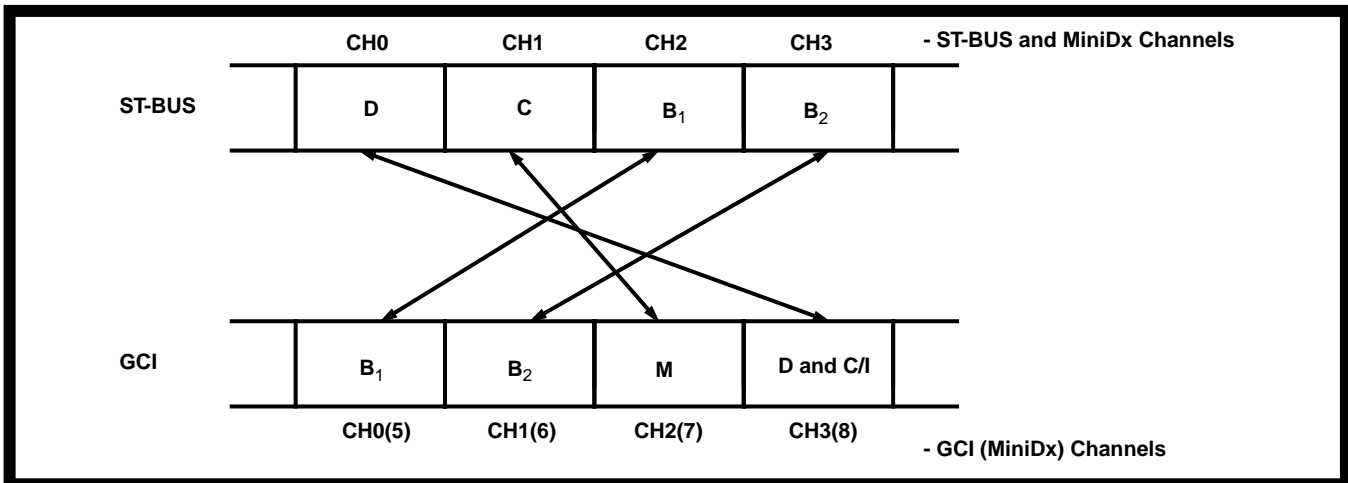 CH0 CH1 CH2 CH3 - ST-BUS and MiniDx Channels
ST-BUS D C B₁ B₂
GCI B₁ B₂ M D and C/I
CH0(5) CH1(6) CH2(7) CH3(8)
- GCI (MiniDx) Channels